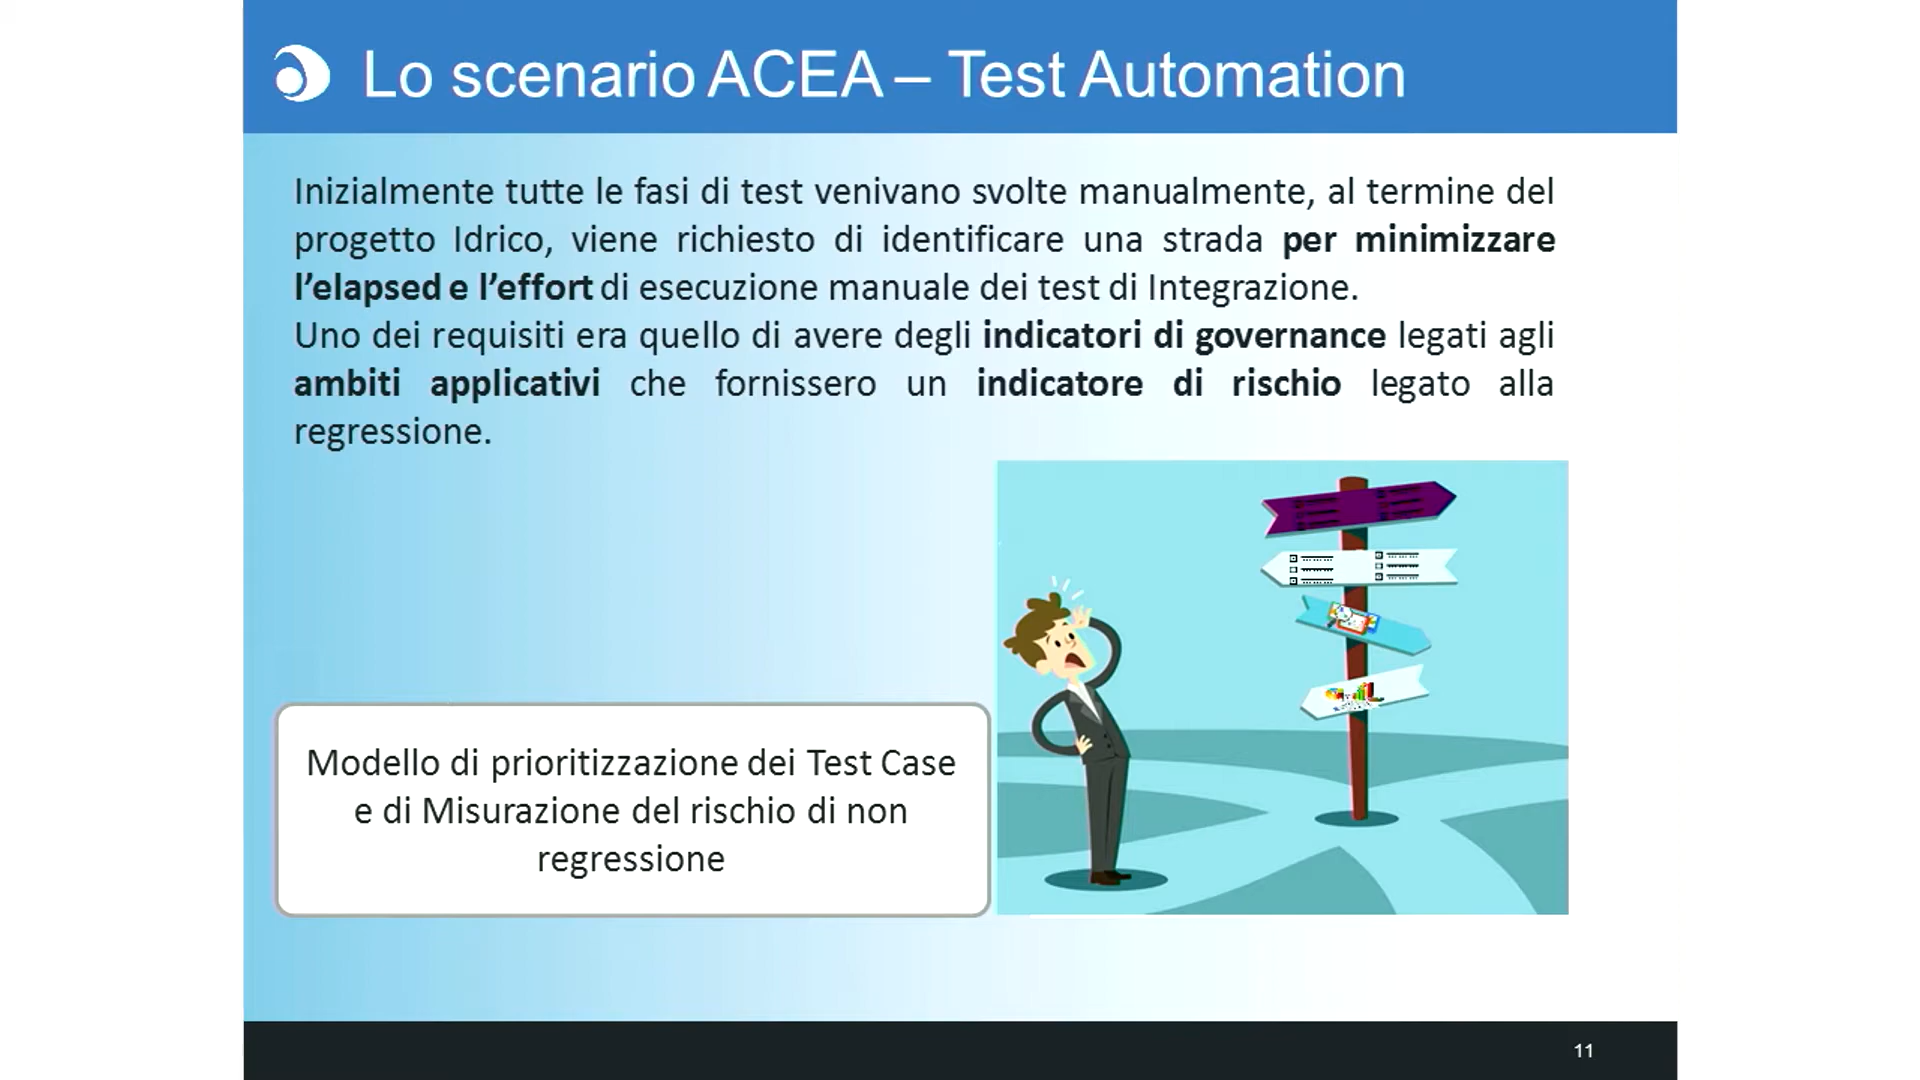 Lo scenario ACEA – Test Automation
Inizialmente tutte le fasi di test venivano svolte manualmente, al termine del
progetto Idrico, viene richiesto di identificare una strada per minimizzare
l’elapsed e l’effort di esecuzione manuale dei test di Integrazione.
Uno dei requisiti era quello di avere degli indicatori di governance legati agli
ambiti applicativi che fornissero un indicatore di rischio legato alla
regressione.
Modello di prioritizzazione dei Test Case
e di Misurazione del rischio di non
regressione
11